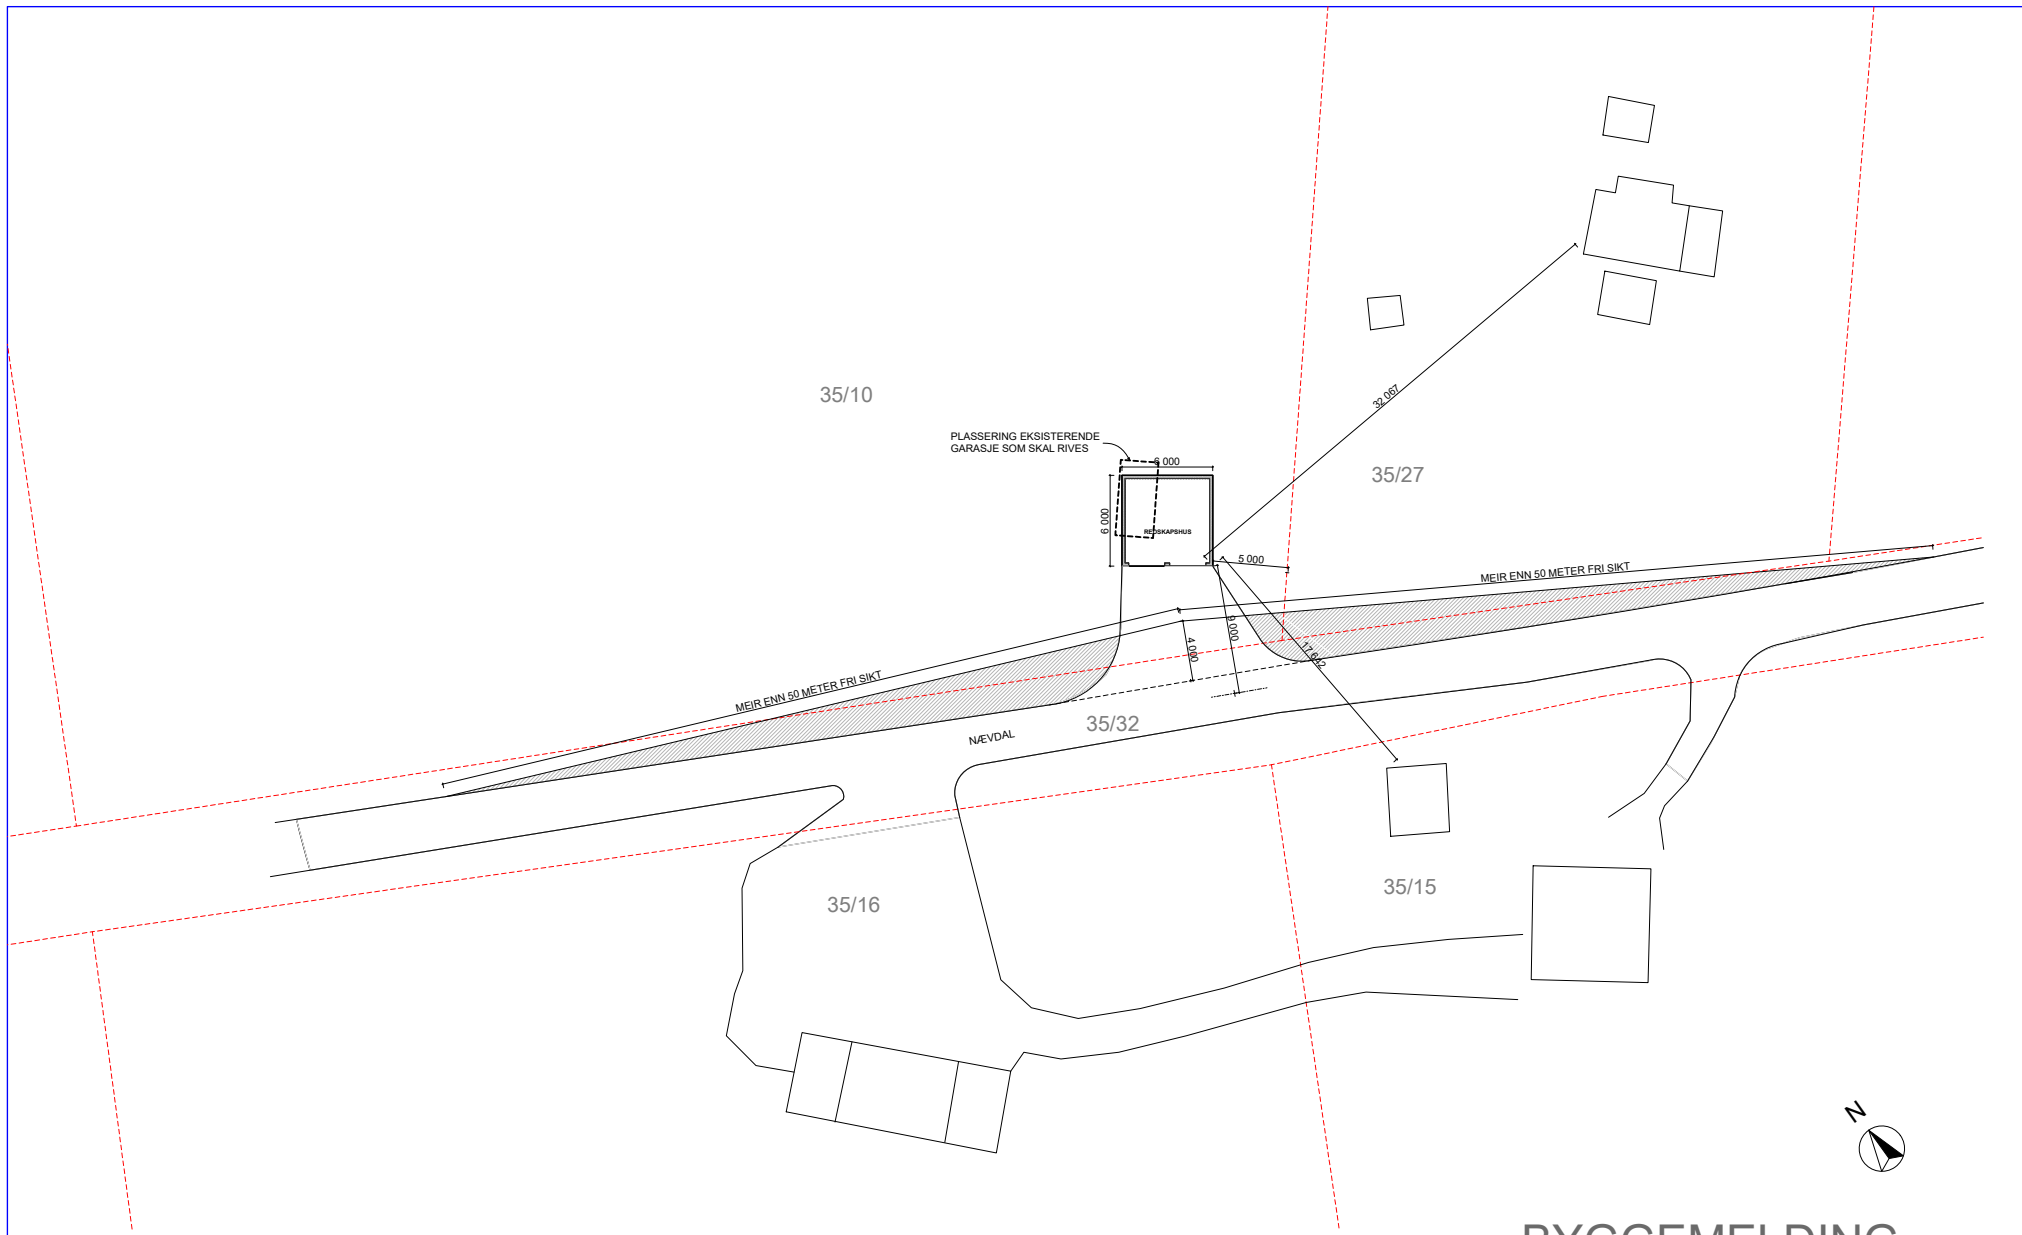 35/10
32 067
PLASSERING EKSISTERENDE
GARASJE SOM SKAL RIVES
6 000
35/27
6 000
REDSKAPSHUS
5 000
MEIR ENN 50 METER FRI SIKT
9 000
4 000
17 642
MEIR ENN 50 METER FRI SIKT
35/32
NÆVDAL
35/15
35/16
N
BYGGEMELDING